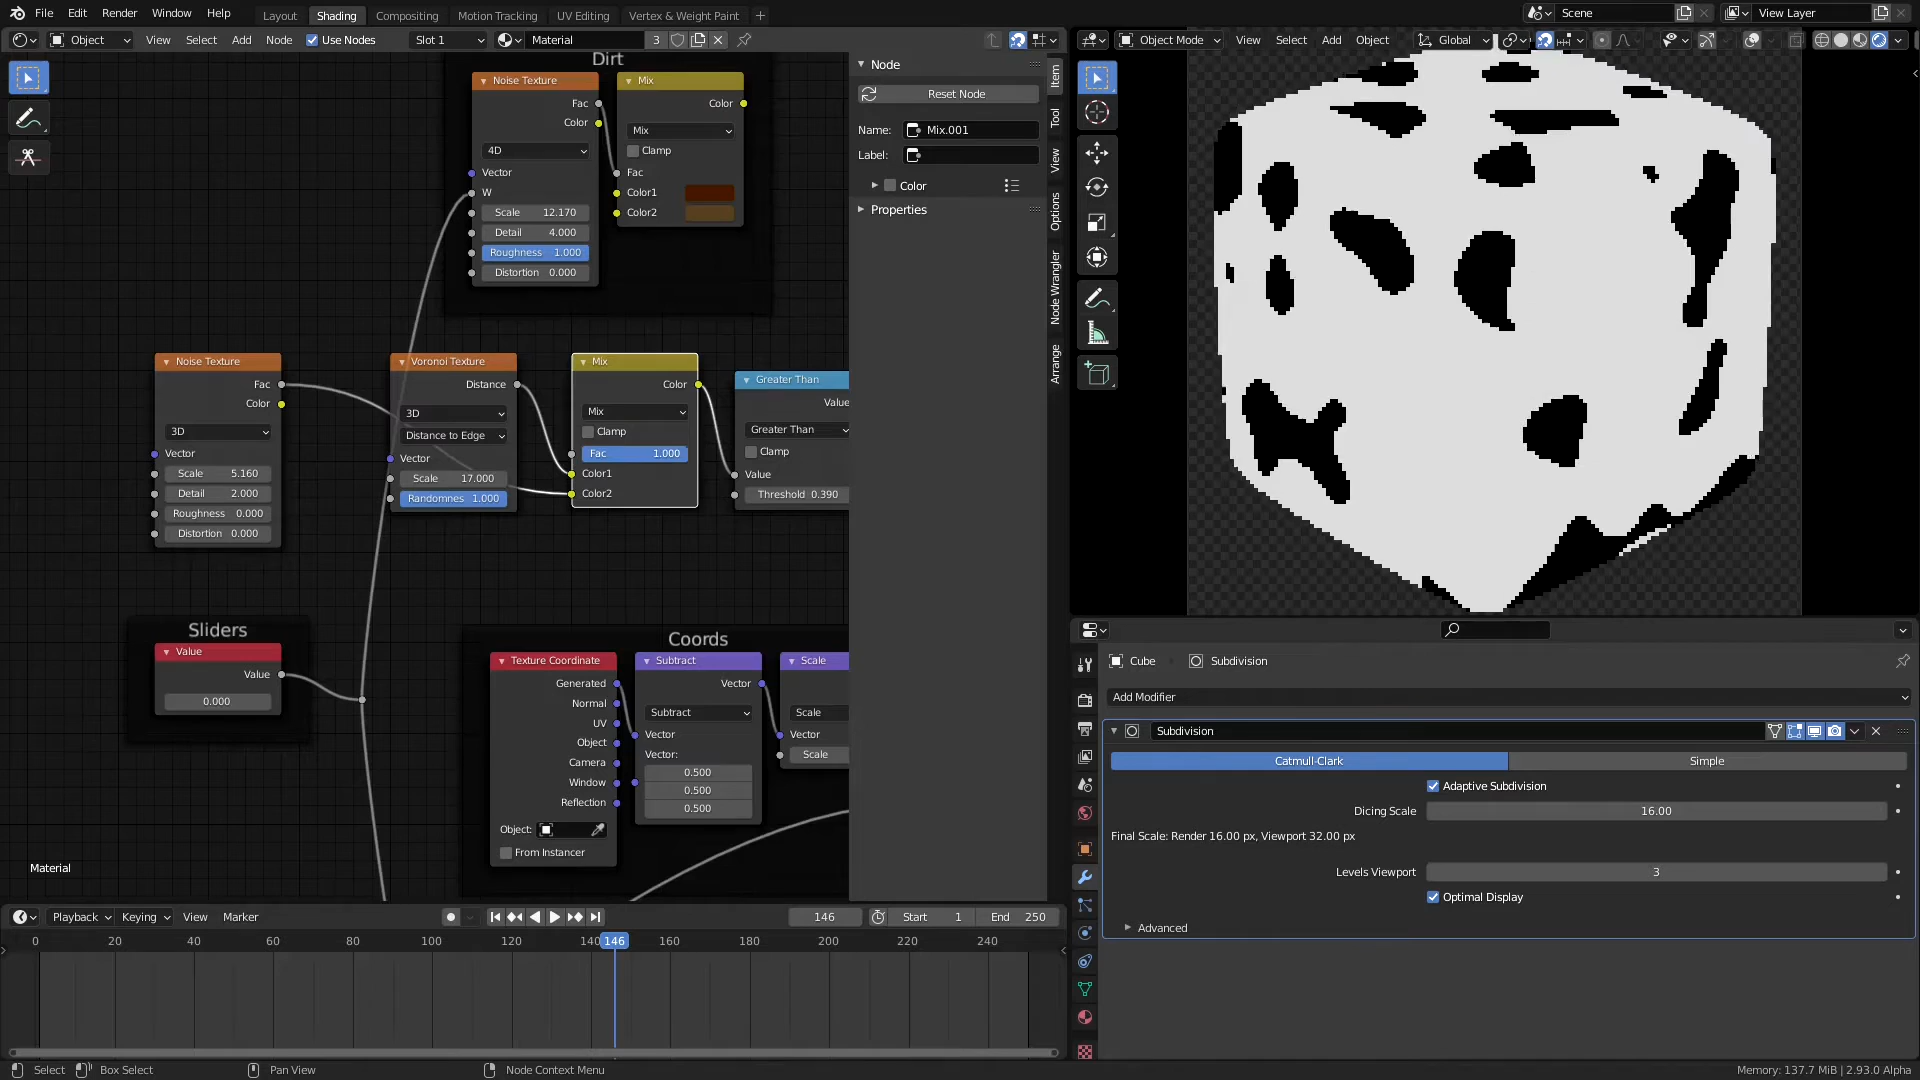 File Edit Render Window Help Layout Shading Compositing Motion Tracking UV Editing Vertex & Weight Paint Scene View Layer
Object View Select Add Node Use Nodes Slot 1 Material 3
Object Mode View Select Add Object Global
Dirt
Noise Texture
Fac
Color
4D
Vector
W
Scale 12.170
Detail 4.000
Roughness 1.000
Distortion 0.000
Mix
Color
Mix
Clamp
Fac
Color1
Color2
Node
Reset Node
Name: Mix.001
Label:
Color
Properties
Item
Tool
View
Options
Node Wrangler
Arrange
Noise Texture
Fac
Color
3D
Vector
Scale 5.160
Detail 2.000
Roughness 0.000
Distortion 0.000
Voronoi Texture
Distance
3D
Distance to Edge
Vector
Scale 17.000
Randomnes 1.000
Mix
Color
Mix
Clamp
Fac 1.000
Color1
Color2
Greater Than
Value
Greater Than
Clamp
Value
Threshold 0.390
Sliders
Value
Value
0.000
Coords
Texture Coordinate
Generated
Normal
UV
Object
Camera
Window
Reflection
Object:
From Instancer
Subtract
Vector
Subtract
Vector
Vector:
0.500
0.500
0.500
Scale
Scale
Vector
Scale
Material
Cube Subdivision
Add Modifier
Subdivision
Catmull-Clark Simple
Adaptive Subdivision
Dicing Scale 16.00
Final Scale: Render 16.00 px, Viewport 32.00 px
Levels Viewport 3
Optimal Display
Advanced
Playback Keying View Marker 146 Start 1 End 250
0 20 40 60 80 100 120 140 146 160 180 200 220 240
Select Box Select Pan View Node Context Menu Memory: 137.7 MiB | 2.93.0 Alpha